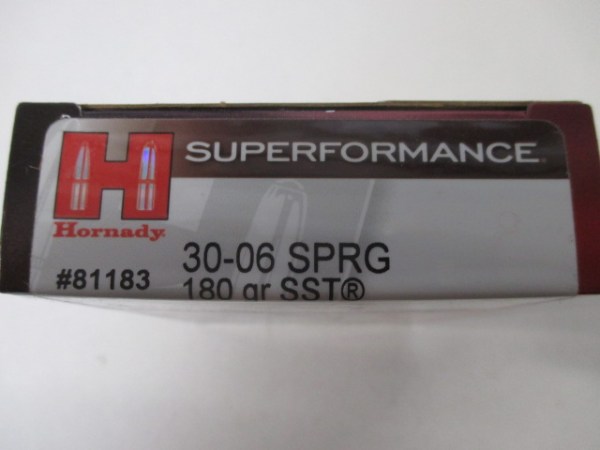 SUPERFORMANCE
H
Hornady
30-06 SPRG
#81183
180 gr SST®